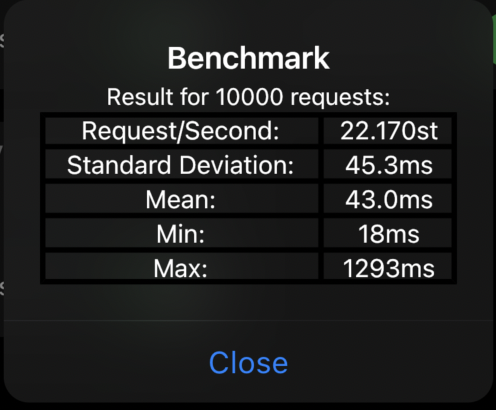 Benchmark
Result for 10000 requests:
Request/Second: 22.170st
Standard Deviation: 45.3ms
Mean: 43.0ms
Min: 18ms
Max: 1293ms
Close